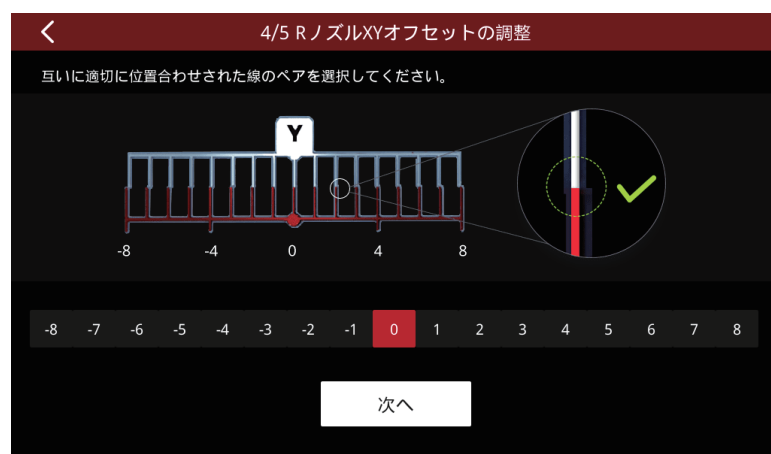 4/5 RノズルXYオフセットの調整
互いに適切に位置合わせされた線のペアを選択してください。
Y
-8 -4 0 4 8
-8 -7 -6 -5 -4 -3 -2 -1 0 1 2 3 4 5 6 7 8
次へ